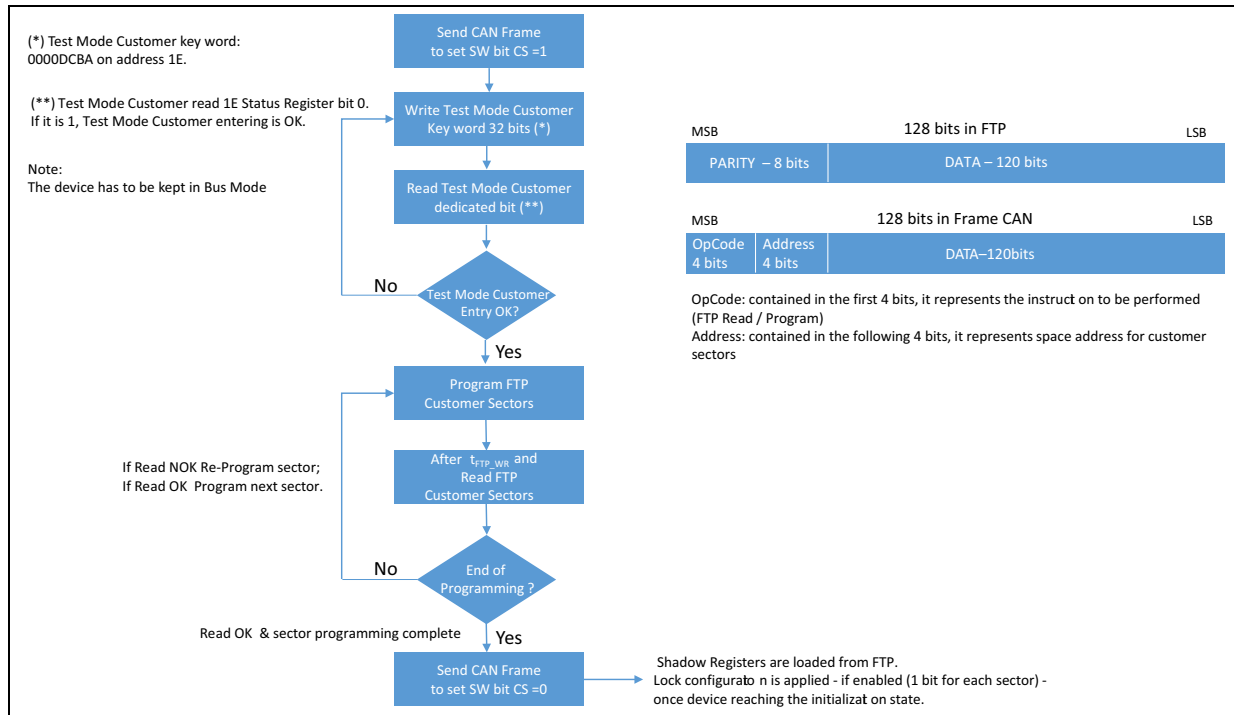 (*) Test Mode Customer key word:
0000DCBA on address 1E.
(**) Test Mode Customer read 1E Status Register bit 0.
If it is 1, Test Mode Customer entering is OK.
Note:
The device has to be kept in Bus Mode
Send CAN Frame
to set SW bit CS =1
Write Test Mode Customer
Key word 32 bits (*)
Read Test Mode Customer
dedicated bit (**)
No
Test Mode Customer
Entry OK?
Yes
Program FTP
Customer Sectors
If Read NOK Re-Program sector;
If Read OK Program next sector.
After tFTP_WR and
Read FTP
Customer Sectors
No
End of
Programming ?
Read OK & sector programming complete
Yes
Send CAN Frame
to set SW bit CS =0
Shadow Registers are loaded from FTP.
Lock configurato n is applied - if enabled (1 bit for each sector) -
once device reaching the initializat on state.
MSB 128 bits in FTP LSB
PARITY – 8 bits DATA – 120 bits
MSB 128 bits in Frame CAN LSB
OpCode
4 bits
Address
4 bits
DATA–120bits
OpCode: contained in the first 4 bits, it represents the instruct on to be performed
(FTP Read / Program)
Address: contained in the following 4 bits, it represents space address for customer
sectors